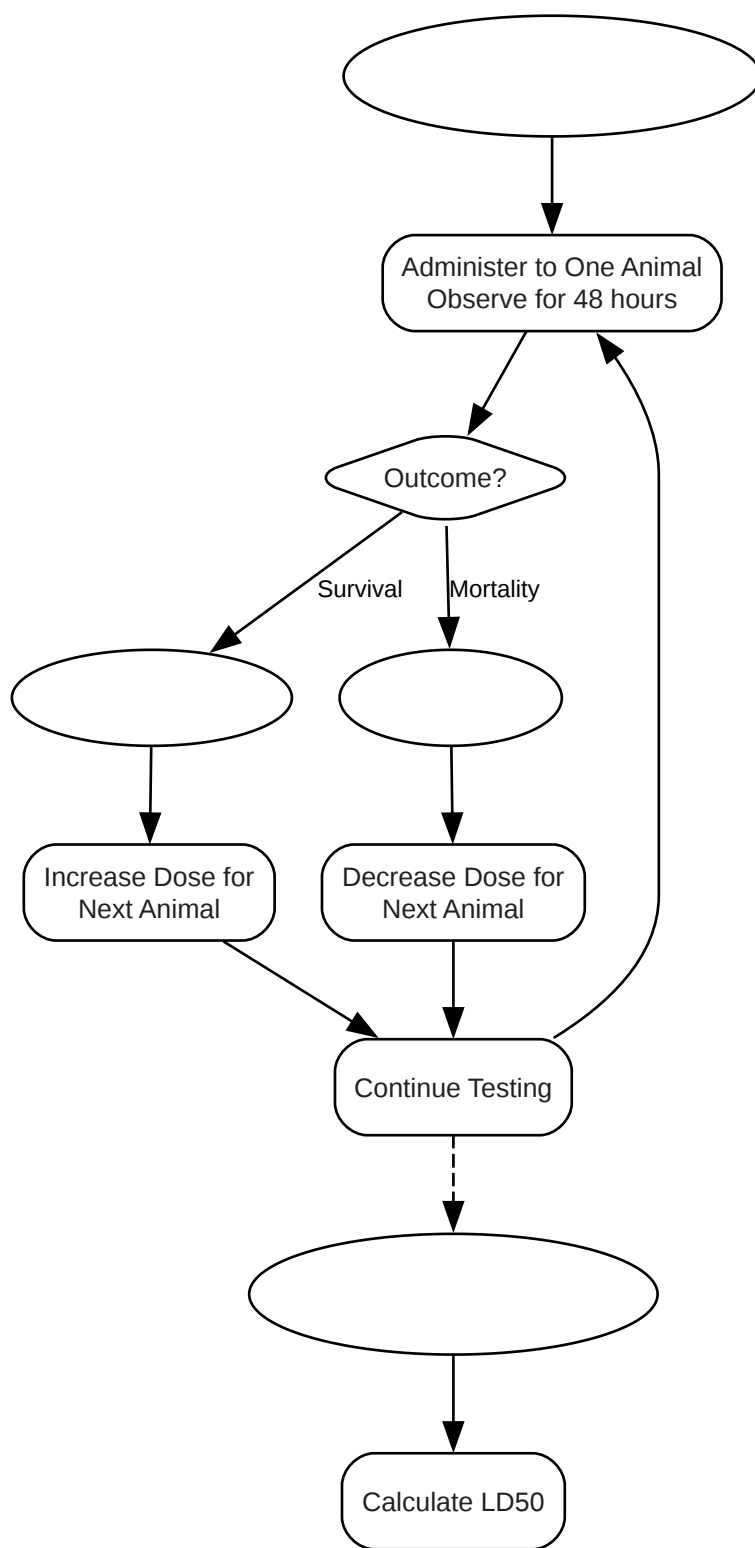 Administer to One Animal
Observe for 48 hours
Outcome?
Survival
Mortality
Increase Dose for
Next Animal
Decrease Dose for
Next Animal
Continue Testing
Calculate LD50